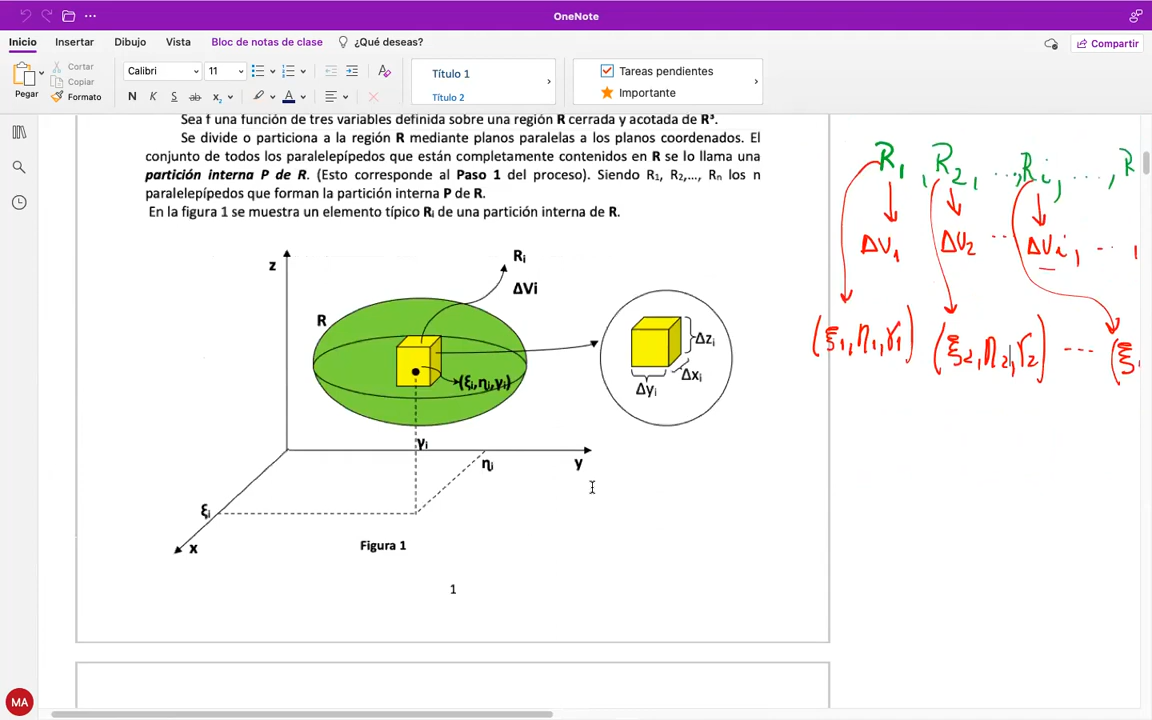 OneNote
Inicio Insertar Dibujo Vista Bloc de notas de clase ¿Qué deseas? Compartir
Pegar
Cortar
Copiar
Formato
Calibri 11
N K S ab x₂ A
Título 1
Título 2
Tareas pendientes
Importante
Sea f una función de tres variables definida sobre una región R cerrada y acotada de R³.
Se divide o particiona a la región R mediante planos paralelas a los planos coordenados. El
conjunto de todos los paralelepípedos que están completamente contenidos en R se lo llama una
partición interna P de R. (Esto corresponde al Paso 1 del proceso). Siendo R₁, R₂,..., Rn los n
paralelepípedos que forman la partición interna P de R.
En la figura 1 se muestra un elemento típico Rᵢ de una partición interna de R.
z
Rᵢ
ΔVi
R
(ξᵢ,ηᵢ,γᵢ)
Δzᵢ
Δxᵢ
Δyᵢ
γᵢ
ηᵢ
y
ξᵢ
x
Figura 1
1
R₁, R₂, ..., Rᵢ, ..., R
ΔV₁ ΔV₂ ... ΔVi, ... ,
(ξ₁,η₁,γ₁) (ξ₂,η₂,γ₂) ... (ξ
MA